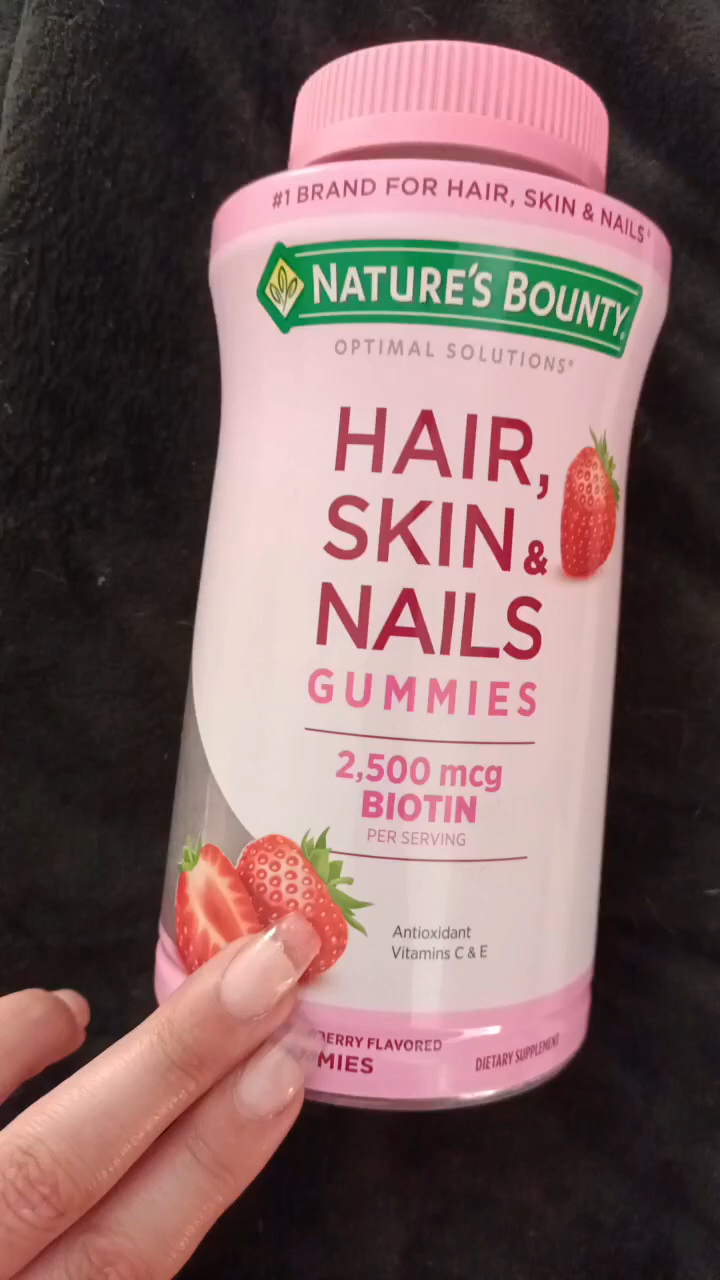 #1 BRAND FOR HAIR, SKIN & NAILS
NATURE'S BOUNTY®
OPTIMAL SOLUTIONS®
HAIR,
SKIN &
NAILS
GUMMIES
2,500 mcg
BIOTIN
PER SERVING
Antioxidant
Vitamins C & E
FLAVORED
DIETARY SUPPLEMENT